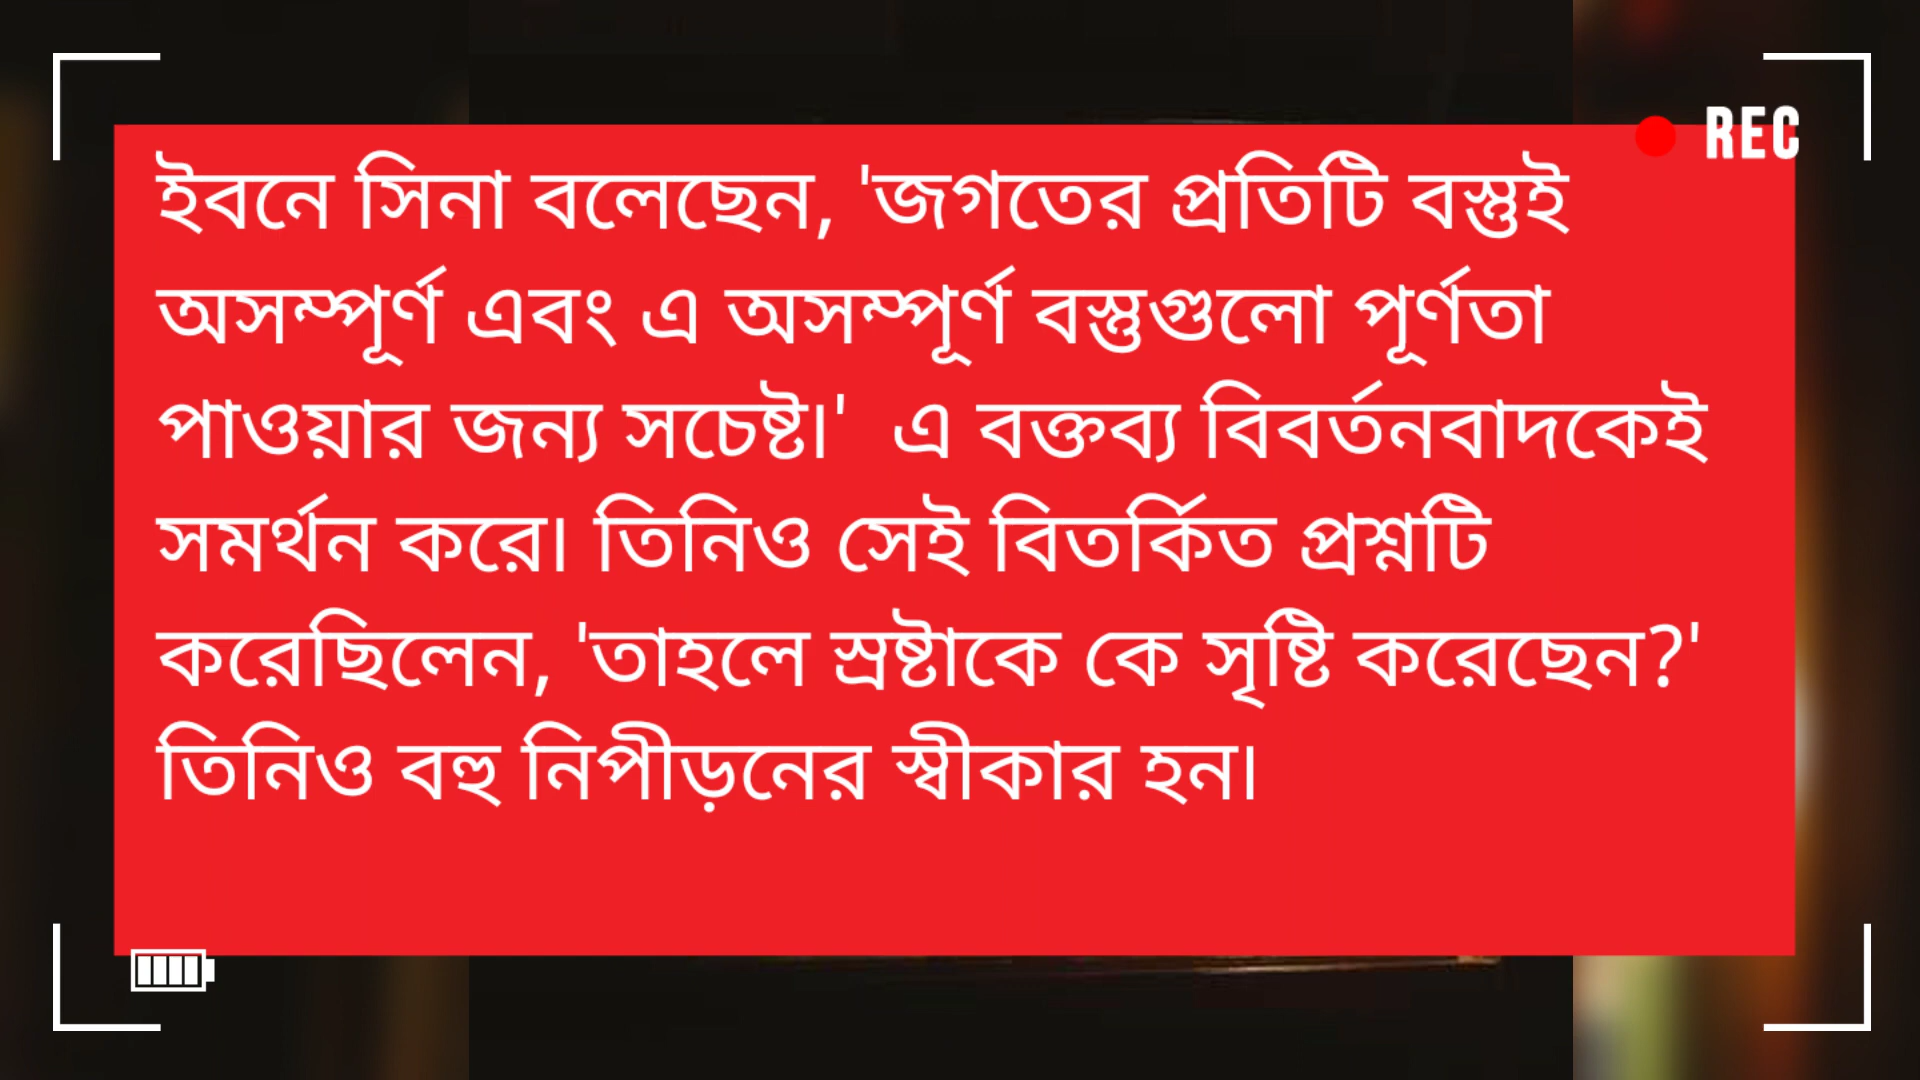 REC
ইবনে সিনা বলেছেন, 'জগতের প্রতিটি বস্তুই
অসম্পূর্ণ এবং এ অসম্পূর্ণ বস্তুগুলো পূর্ণতা
পাওয়ার জন্য সচেষ্ট।' এ বক্তব্য বিবর্তনবাদকেই
সমর্থন করে। তিনিও সেই বিতর্কিত প্রশ্নটি
করেছিলেন, 'তাহলে স্রষ্টাকে কে সৃষ্টি করেছেন?'
তিনিও বহু নিপীড়নের স্বীকার হন।